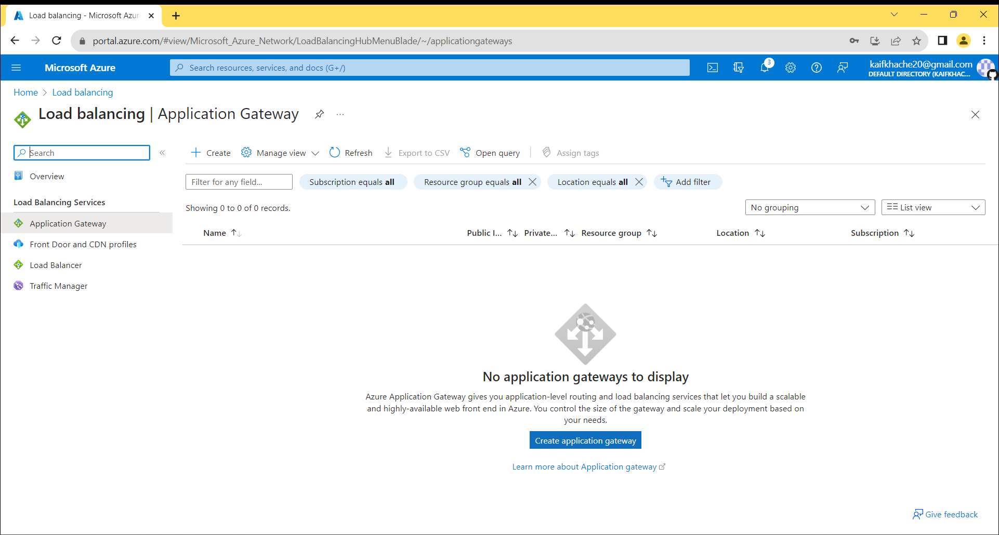 Load balancing - Microsoft Azur
portal.azure.com/#view/Microsoft_Azure_Network/LoadBalancingHubMenuBlade/~/applicationgateways
Microsoft Azure
Search resources, services, and docs (G+/)
3
kaifkhache20@gmail.com
DEFAULT DIRECTORY (KAIFKHAC...
Home > Load balancing
Load balancing | Application Gateway
...
Search
«
Create
Manage view
Refresh
Export to CSV
Open query
Assign tags
Overview
Load Balancing Services
Application Gateway
Front Door and CDN profiles
Load Balancer
Traffic Manager
Filter for any field...
Subscription equals all
Resource group equals all
Location equals all
Add filter
Showing 0 to 0 of 0 records.
No grouping
List view
Name
Public I...
Private...
Resource group
Location
Subscription
No application gateways to display
Azure Application Gateway gives you application-level routing and load balancing services that let you build a scalable
and highly-available web front end in Azure. You control the size of the gateway and scale your deployment based on
your needs.
Create application gateway
Learn more about Application gateway
Give feedback